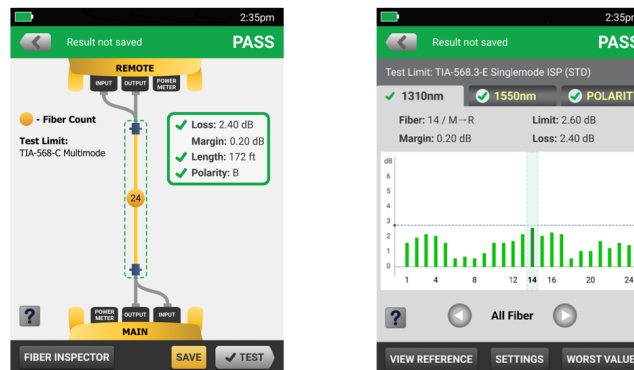 2:35pm
Result not saved
PASS
REMOTE
INPUT
OUTPUT
POWER METER
- Fiber Count
Test Limit:
TIA-568-C Multimode
Loss: 2.40 dB
Margin: 0.20 dB
Length: 172 ft
Polarity: B
24
POWER METER
OUTPUT
INPUT
MAIN
?
FIBER INSPECTOR
SAVE
TEST
2:35pm
Result not saved
PASS
Test Limit: TIA-568.3-E Singlemode ISP (STD)
1310nm
1550nm
POLARIT
Fiber: 14 / M→R
Limit: 2.60 dB
Margin: 0.20 dB
Loss: 2.40 dB
dB
6
5
4
3
2
1
0
1 4 8 12 14 16 20 24
?
All Fiber
VIEW REFERENCE
SETTINGS
WORST VALUE